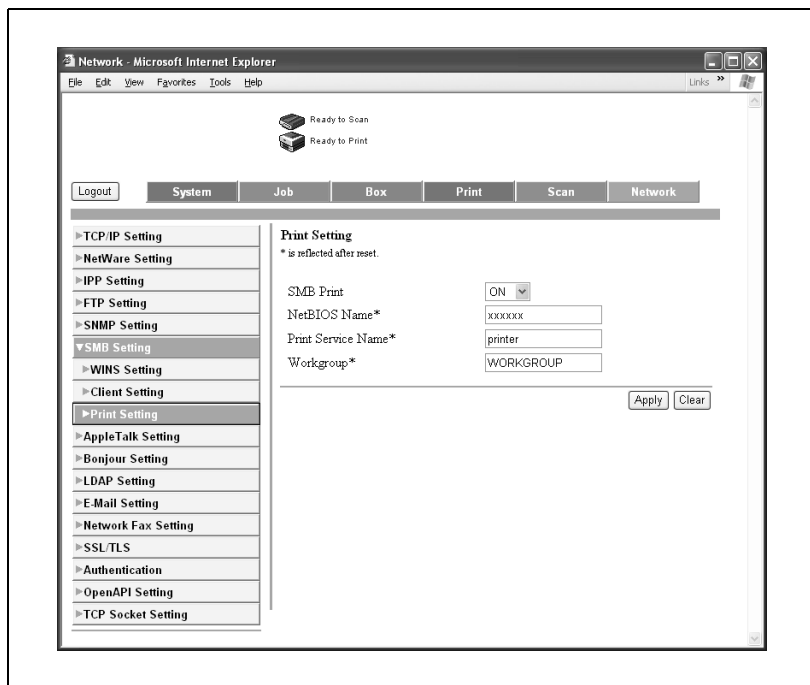 Network - Microsoft Internet Explorer
File Edit View Favorites Tools Help Links »
Ready to Scan
Ready to Print
Logout System Job Box Print Scan Network
TCP/IP Setting
NetWare Setting
IPP Setting
FTP Setting
SNMP Setting
SMB Setting
WINS Setting
Client Setting
Print Setting
AppleTalk Setting
Bonjour Setting
LDAP Setting
E-Mail Setting
Network Fax Setting
SSL/TLS
Authentication
OpenAPI Setting
TCP Socket Setting
Print Setting
* is reflected after reset.
SMB Print ON
NetBIOS Name* xxxxxx
Print Service Name* printer
Workgroup* WORKGROUP
Apply Clear